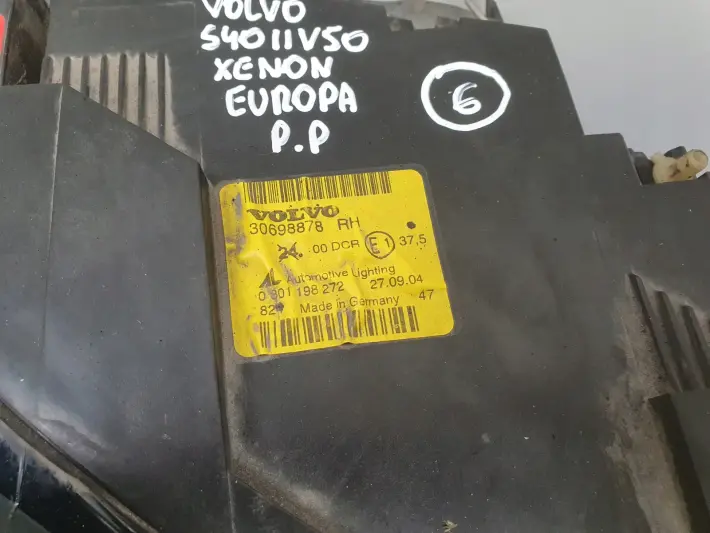 VOLVO
S40 II V50
XENON
EUROPA
P.P
6
VOLVO
30698878 RH
24. .00 DCR E1 37,5
AL Automotive Lighting
0 301 198 272 27.09.04
Made in Germany 47